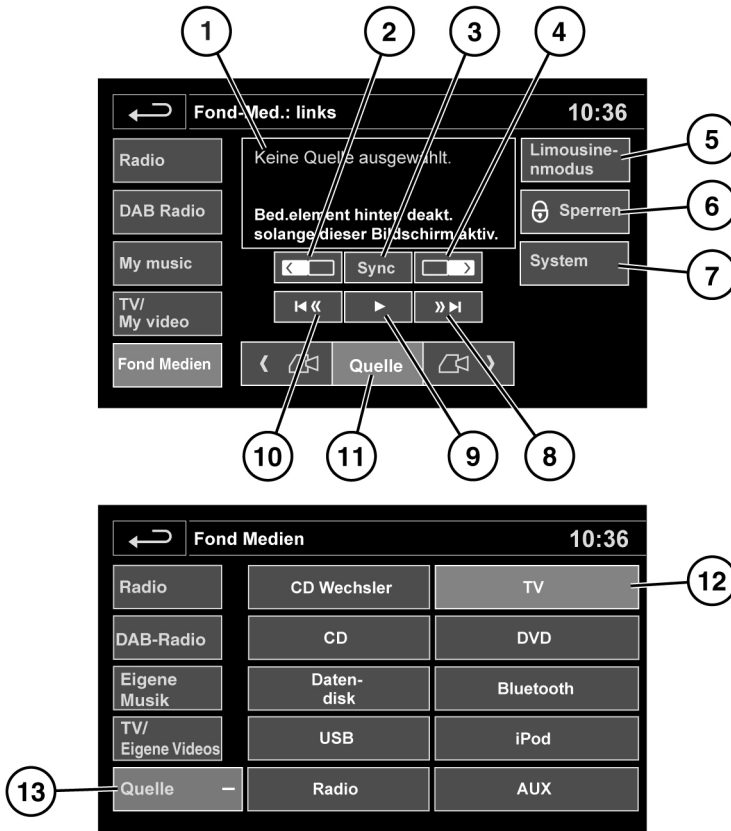 1 2 3 4
Fond-Med.: links 10:36
Radio
DAB Radio
My music
TV/
My video
Fond Medien
Keine Quelle ausgewählt.
Bed.element hinten deakt.
solange dieser Bildschirm aktiv.
Sync
Quelle
Limousine-
nmodus
Sperren
System
5
6
7
10 11 9 8
Fond Medien 10:36
Radio
DAB-Radio
Eigene
Musik
TV/
Eigene Videos
Quelle –
CD Wechsler TV
CD DVD
Daten-
disk
Bluetooth
USB iPod
Radio AUX
12
13